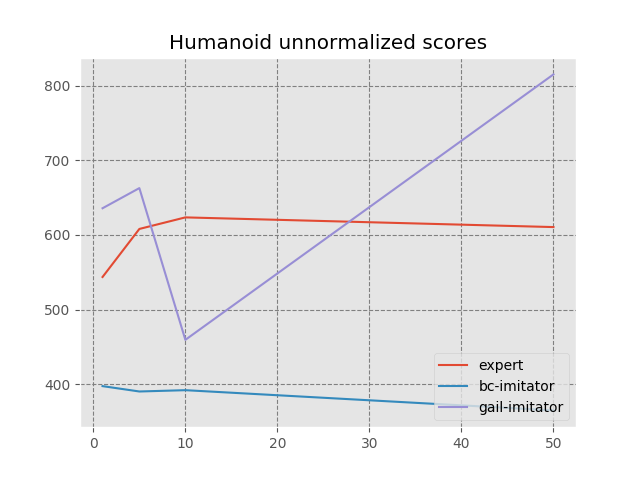 Humanoid unnormalized scores
800
700
600
500
400
0 10 20 30 40 50
expert
bc-imitator
gail-imitator